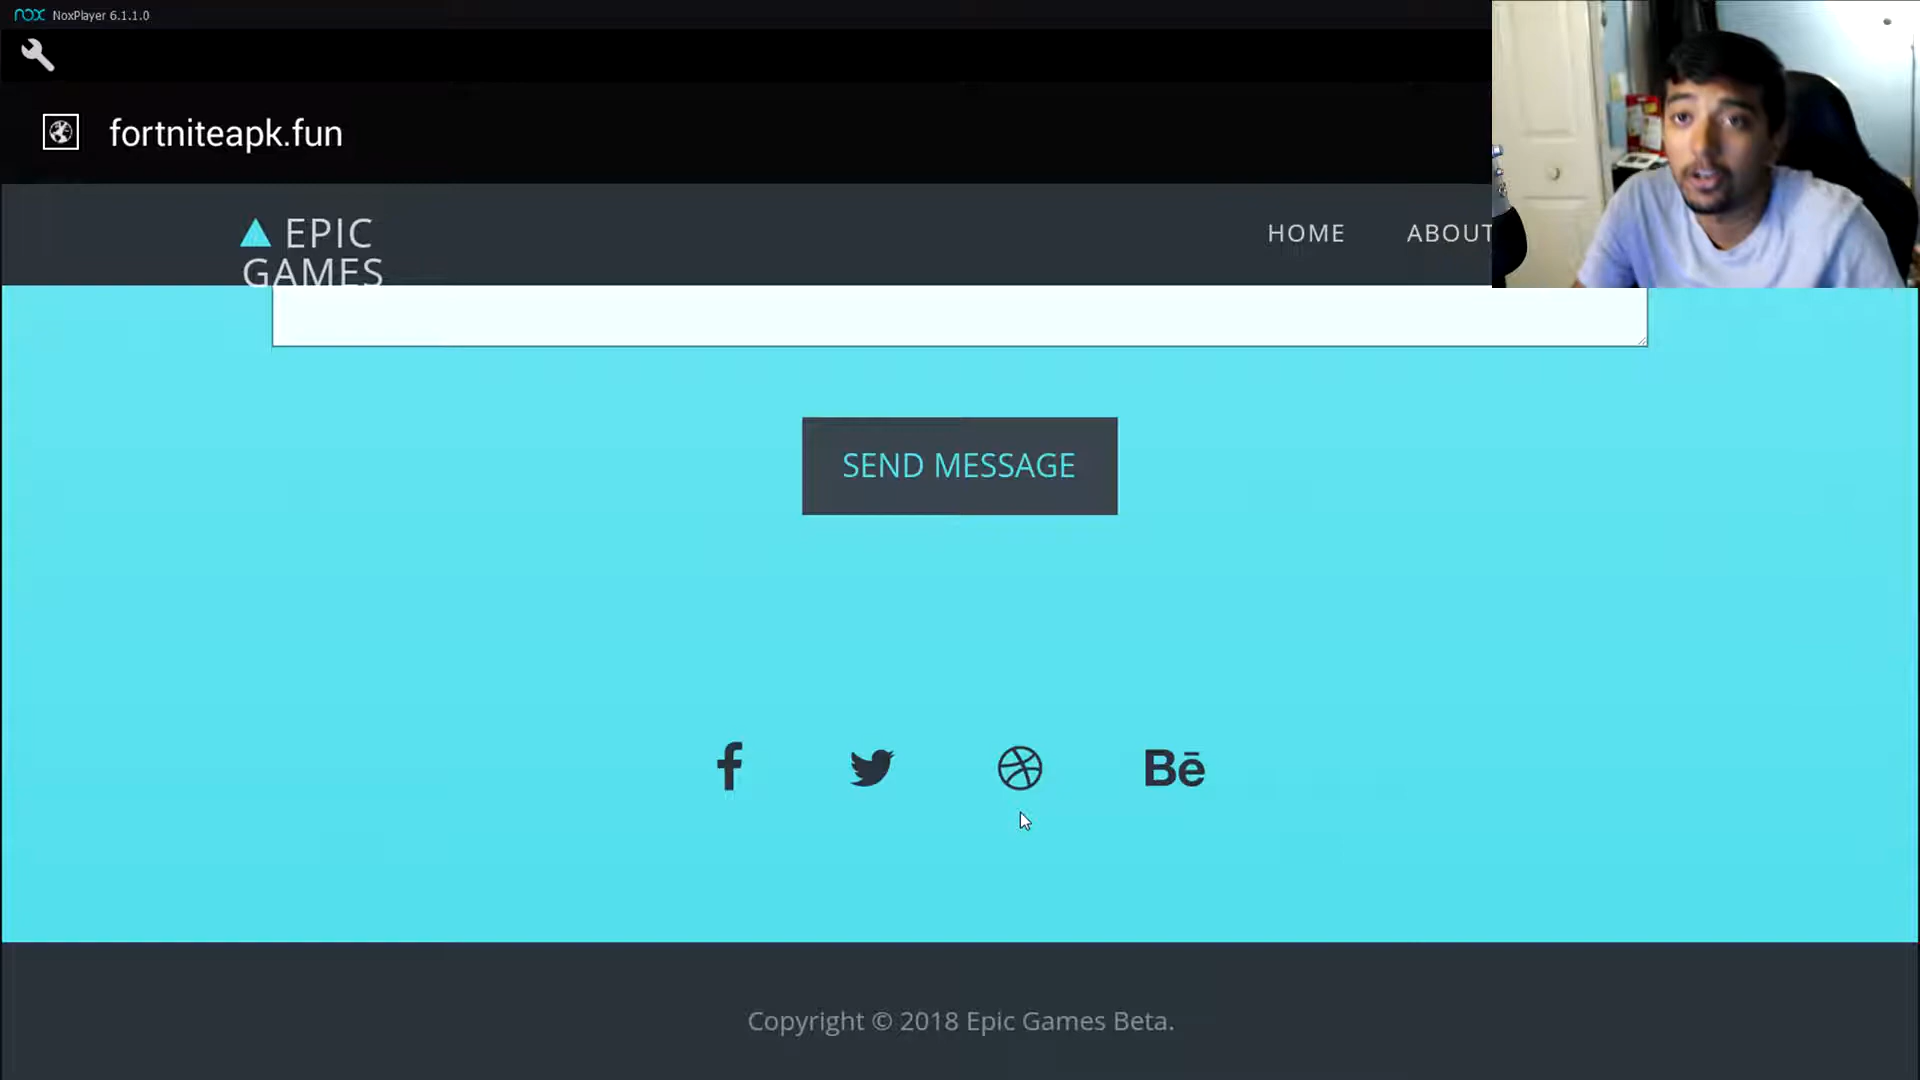 nox NoxPlayer 6.1.1.0
fortniteapk.fun
EPIC
GAMES
HOME
ABOUT
SEND MESSAGE
Bē
Copyright © 2018 Epic Games Beta.